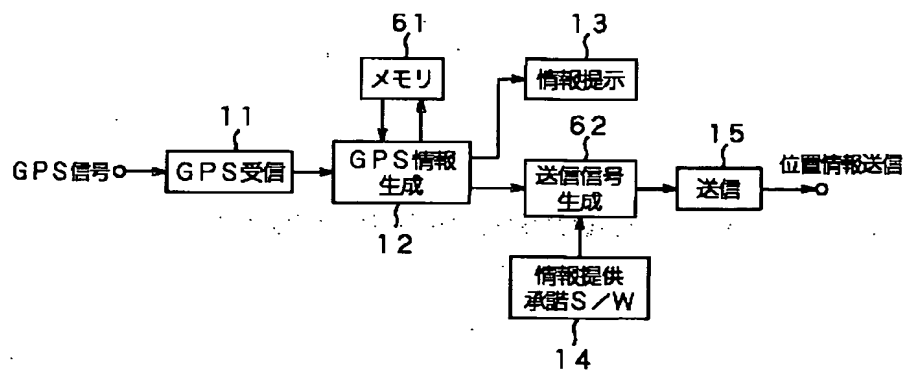 61
メモリ
13
情報提示
11
GPS信号
GPS受信
GPS情報
生成
12
62
送信信号
生成
15
送信
位置情報送信
情報提供
承諾S/W
14